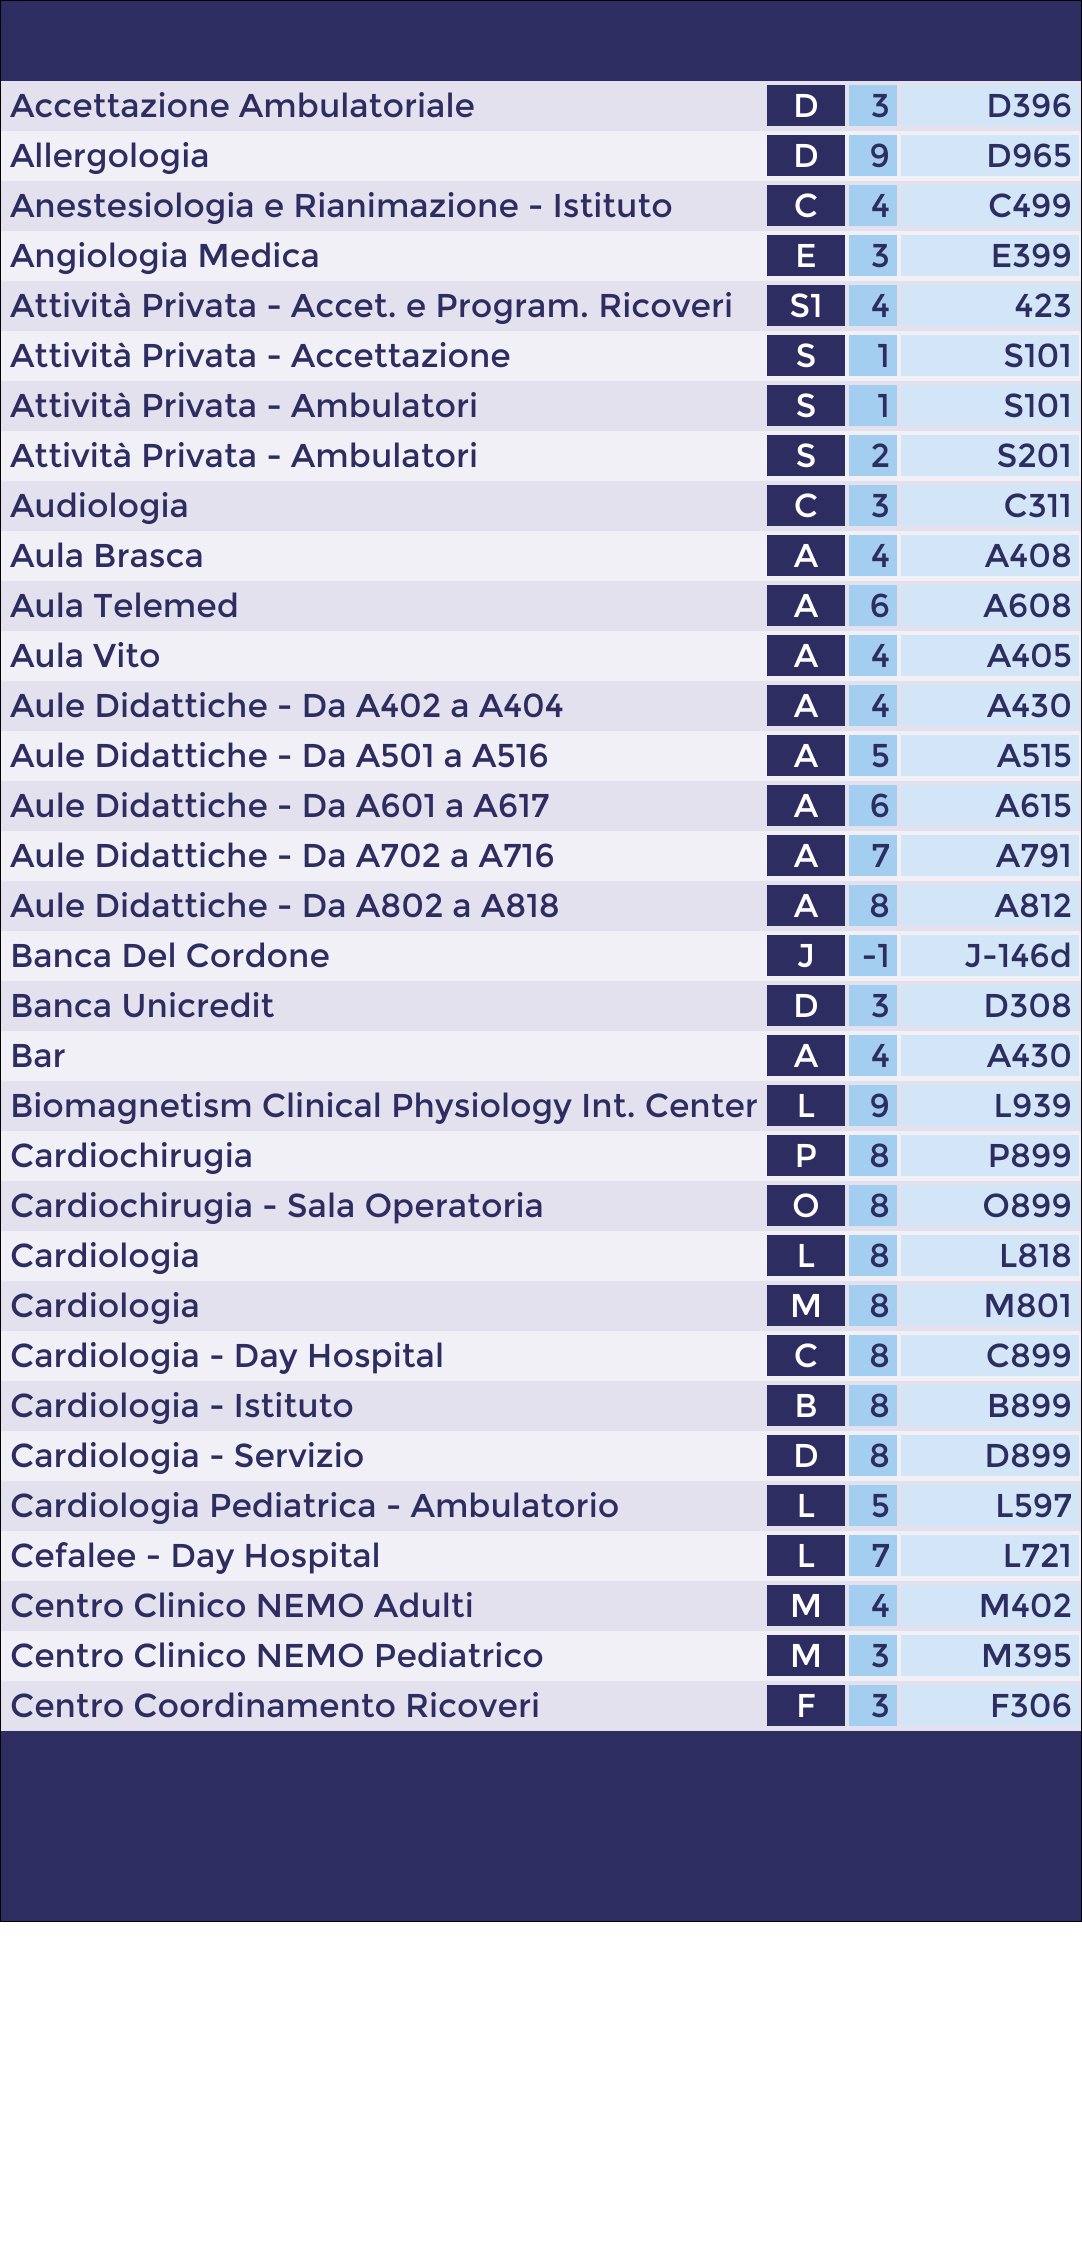 Accettazione Ambulatoriale D 3 D396
Allergologia D 9 D965
Anestesiologia e Rianimazione - Istituto C 4 C499
Angiologia Medica E 3 E399
Attività Privata - Accet. e Program. Ricoveri S1 4 423
Attività Privata - Accettazione S 1 S101
Attività Privata - Ambulatori S 1 S101
Attività Privata - Ambulatori S 2 S201
Audiologia C 3 C311
Aula Brasca A 4 A408
Aula Telemed A 6 A608
Aula Vito A 4 A405
Aule Didattiche - Da A402 a A404 A 4 A430
Aule Didattiche - Da A501 a A516 A 5 A515
Aule Didattiche - Da A601 a A617 A 6 A615
Aule Didattiche - Da A702 a A716 A 7 A791
Aule Didattiche - Da A802 a A818 A 8 A812
Banca Del Cordone J -1 J-146d
Banca Unicredit D 3 D308
Bar A 4 A430
Biomagnetism Clinical Physiology Int. Center L 9 L939
Cardiochirugia P 8 P899
Cardiochirugia - Sala Operatoria O 8 O899
Cardiologia L 8 L818
Cardiologia M 8 M801
Cardiologia - Day Hospital C 8 C899
Cardiologia - Istituto B 8 B899
Cardiologia - Servizio D 8 D899
Cardiologia Pediatrica - Ambulatorio L 5 L597
Cefalee - Day Hospital L 7 L721
Centro Clinico NEMO Adulti M 4 M402
Centro Clinico NEMO Pediatrico M 3 M395
Centro Coordinamento Ricoveri F 3 F306